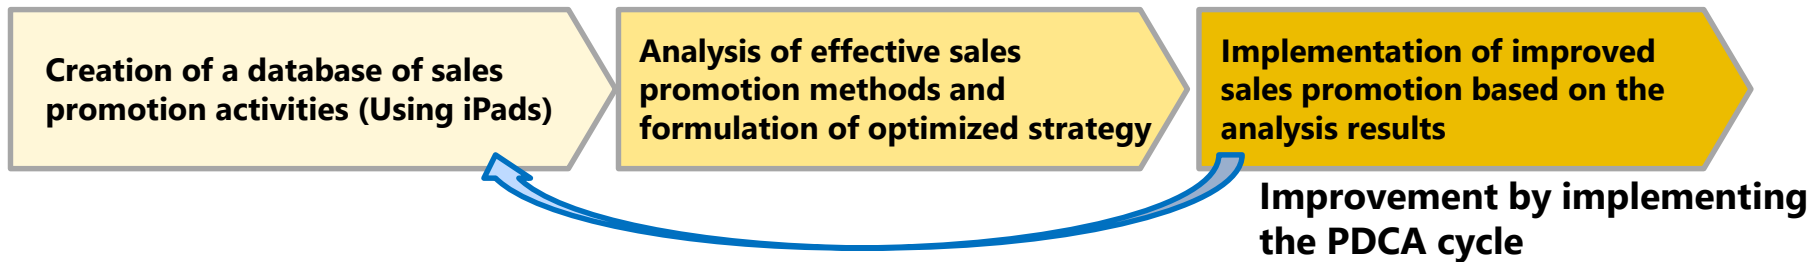 Creation of a database of sales
promotion activities (Using iPads)
Analysis of effective sales
promotion methods and
formulation of optimized strategy
Implementation of improved
sales promotion based on the
analysis results
Improvement by implementing
the PDCA cycle